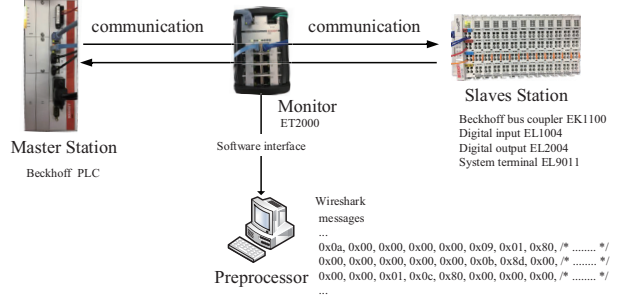 communication
communication
Monitor
ET2000
Slaves Station
Beckhoff bus coupler EK1100
Digital input EL1004
Digital output EL2004
System terminal EL9011
Master Station
Beckhoff PLC
Software interface
Wireshark
messages
...
0x0a, 0x00, 0x00, 0x00, 0x00, 0x09, 0x01, 0x80, /* ........ */
0x00, 0x00, 0x00, 0x00, 0x00, 0x0b, 0x8d, 0x00, /* ........ */
0x00, 0x00, 0x01, 0x0c, 0x80, 0x00, 0x00, 0x00, /* ........ */
...
Preprocessor